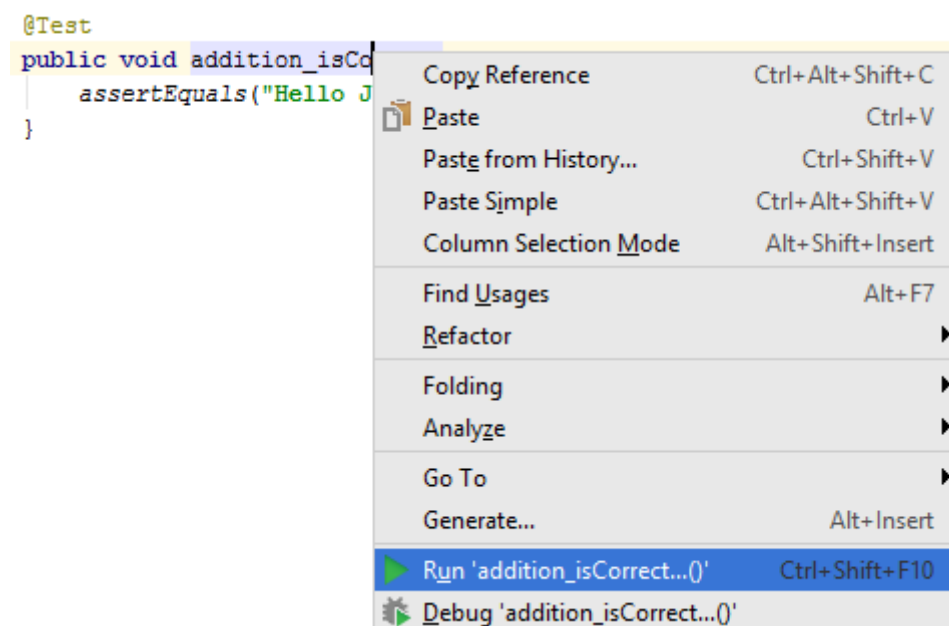 @Test
public void addition_isCo
assertEquals("Hello J
}
Copy Reference Ctrl+Alt+Shift+C
Paste Ctrl+V
Paste from History... Ctrl+Shift+V
Paste Simple Ctrl+Alt+Shift+V
Column Selection Mode Alt+Shift+Insert
Find Usages Alt+F7
Refactor
Folding
Analyze
Go To
Generate... Alt+Insert
Run 'addition_isCorrect...()' Ctrl+Shift+F10
Debug 'addition_isCorrect...()'